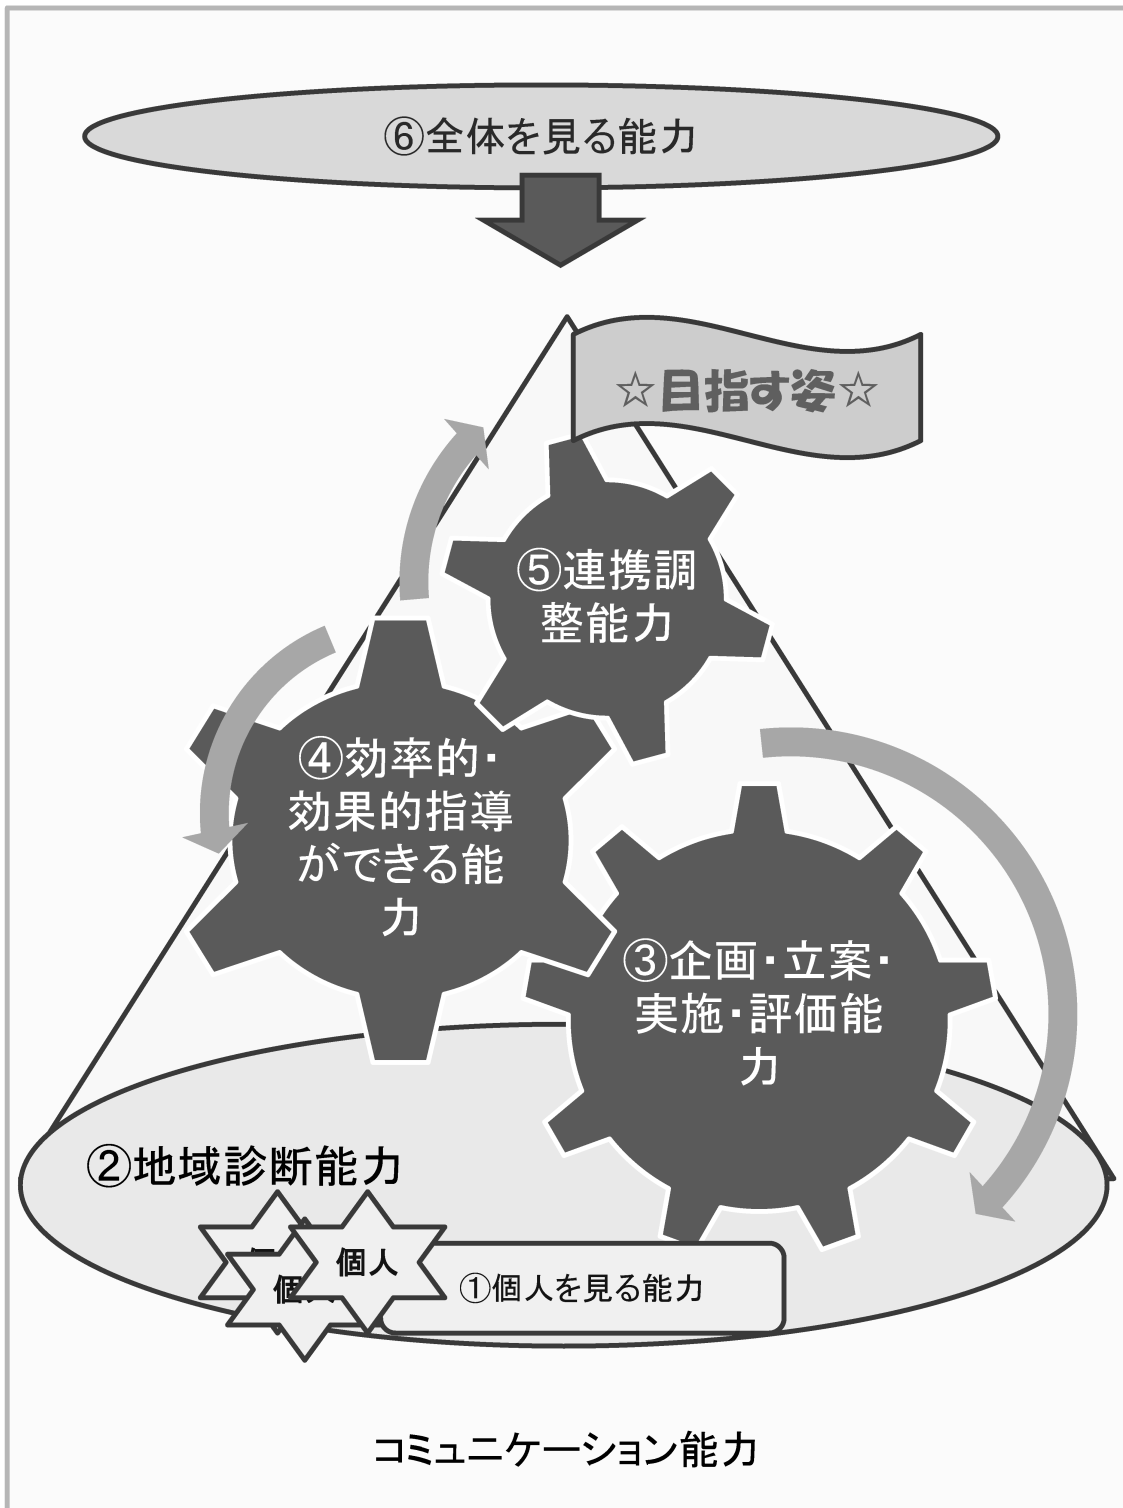 ⑥全体を見る能力
☆目指す姿☆
⑤連携調
整能力
④効率的・
効果的指導
ができる能
力
③企画・立案・
実施・評価能
力
②地域診断能力
個人
①個人を見る能力
コミュニケーション能力